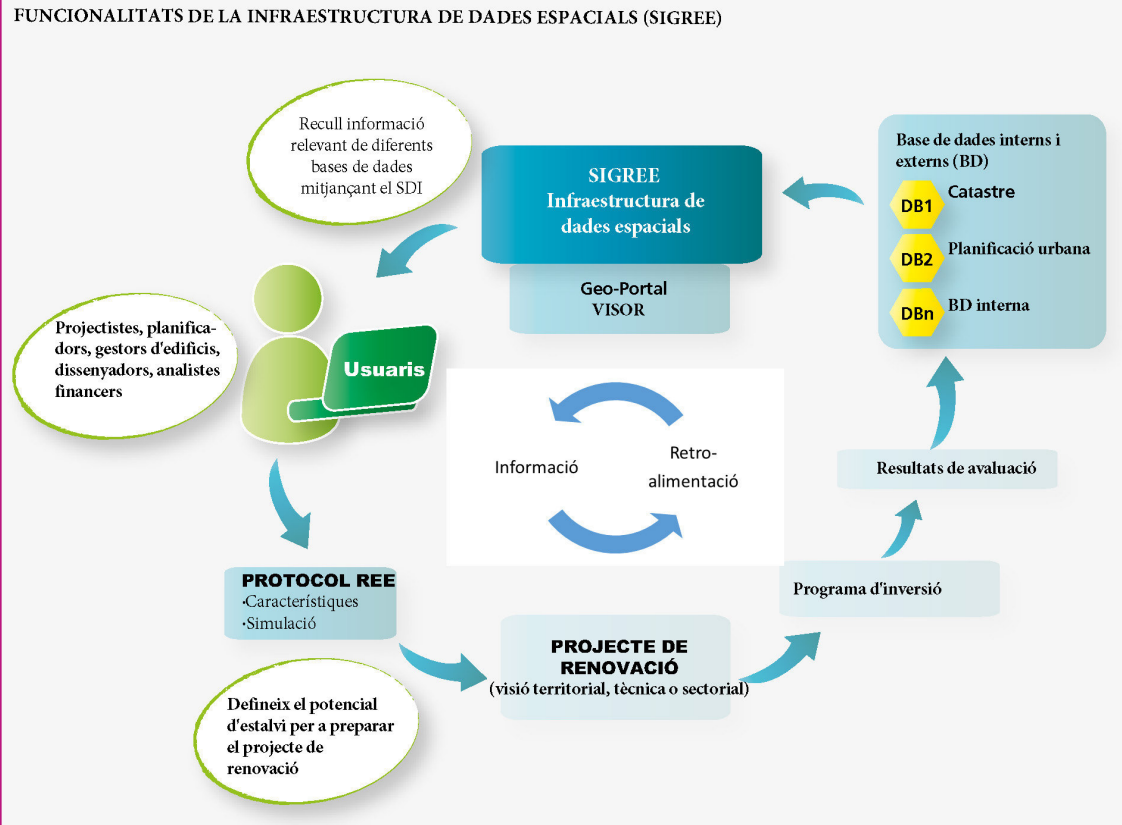 FUNCIONALITATS DE LA INFRAESTRUCTURA DE DADES ESPACIALS (SIGREE)
Recull informació
relevant de diferents
bases de dades
mitjançant el SDI
SIGREE
Infraestructura de
dades espacials
Geo-Portal
VISOR
Base de dades interns i
externs (BD)
DB1 Catastre
DB2 Planificació urbana
DBn BD interna
Projectistes, planifica-
dors, gestors d'edificis,
dissenyadors, analistes
financers
Usuaris
Informació
Retro-
alimentació
Resultats de avaluació
Programa d'inversió
PROTOCOL REE
·Característiques
·Simulació
PROJECTE DE
RENOVACIÓ
(visió territorial, tècnica o sectorial)
Defineix el potencial
d'estalvi per a preparar
el projecte de
renovació